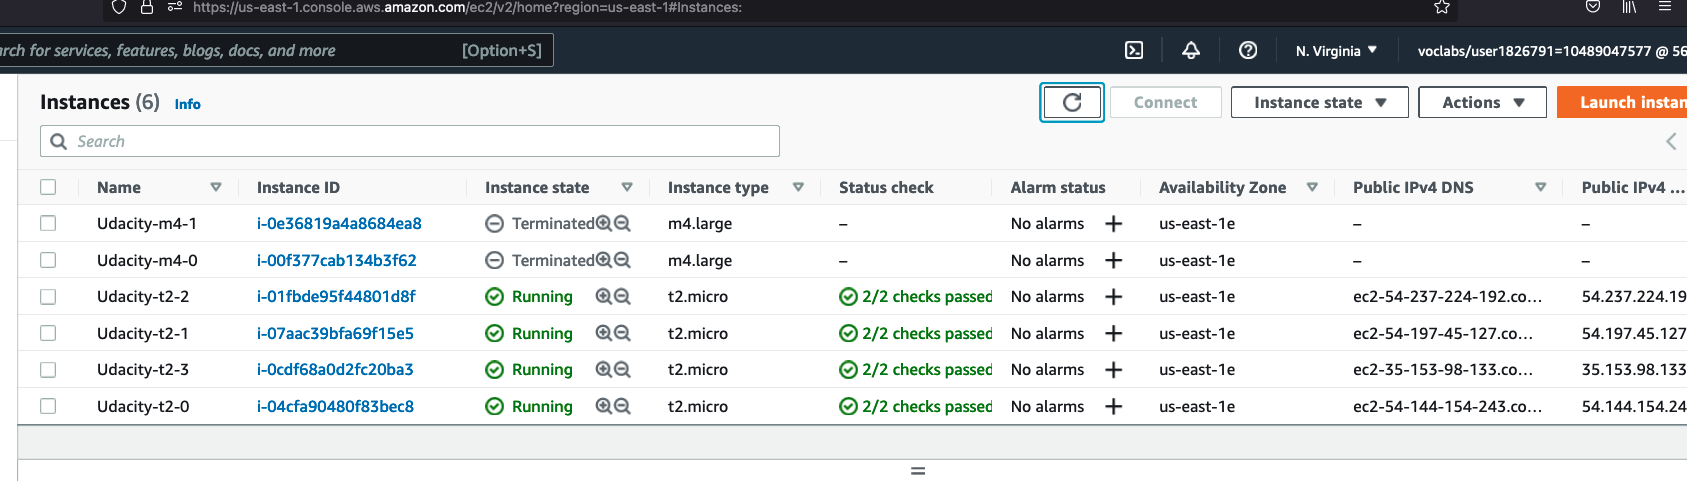 https://us-east-1.console.aws.amazon.com/ec2/v2/home?region=us-east-1#Instances:
for services, features, blogs, docs, and more [Option+S] N. Virginia voclabs/user1826791=10489047577 @ 56
Instances (6) Info Connect Instance state Actions Launch
Search
Name Instance ID Instance state Instance type Status check Alarm status Availability Zone Public IPv4 DNS Public IPv4 ...
Udacity-m4-1 i-0e36819a4a8684ea8 Terminated m4.large – No alarms + us-east-1e – –
Udacity-m4-0 i-00f377cab134b3f62 Terminated m4.large – No alarms + us-east-1e – –
Udacity-t2-2 i-01fbde95f44801d8f Running t2.micro 2/2 checks passed No alarms + us-east-1e ec2-54-237-224-192.co... 54.237.224.19
Udacity-t2-1 i-07aac39bfa69f15e5 Running t2.micro 2/2 checks passed No alarms + us-east-1e ec2-54-197-45-127.co... 54.197.45.127
Udacity-t2-3 i-0cdf68a0d2fc20ba3 Running t2.micro 2/2 checks passed No alarms + us-east-1e ec2-35-153-98-133.co... 35.153.98.133
Udacity-t2-0 i-04cfa90480f83bec8 Running t2.micro 2/2 checks passed No alarms + us-east-1e ec2-54-144-154-243.co... 54.144.154.24